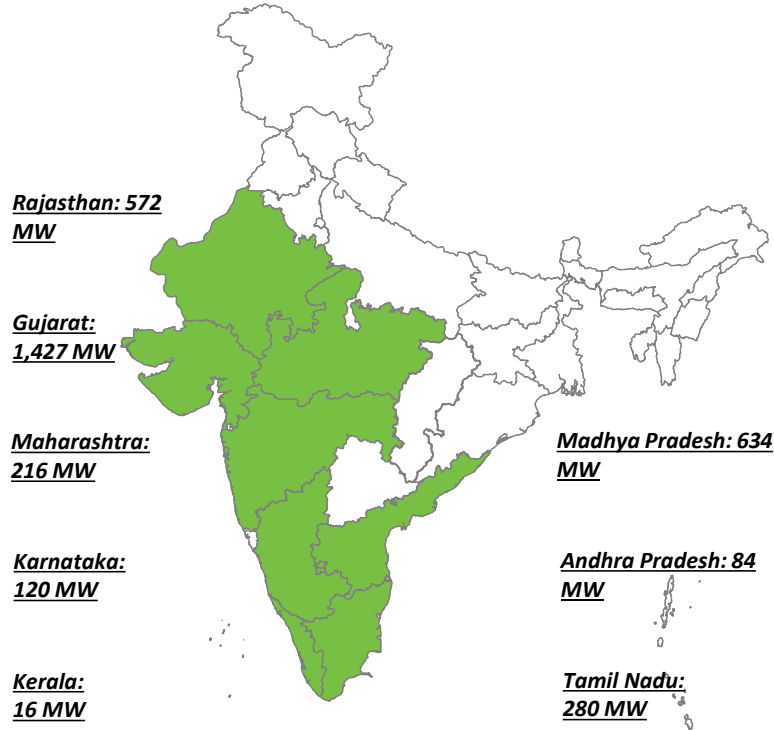 Rajasthan: 572
MW
Gujarat:
1,427 MW
Maharashtra:
216 MW
Madhya Pradesh: 634
MW
Karnataka:
120 MW
Andhra Pradesh: 84
MW
Kerala:
16 MW
Tamil Nadu:
280 MW